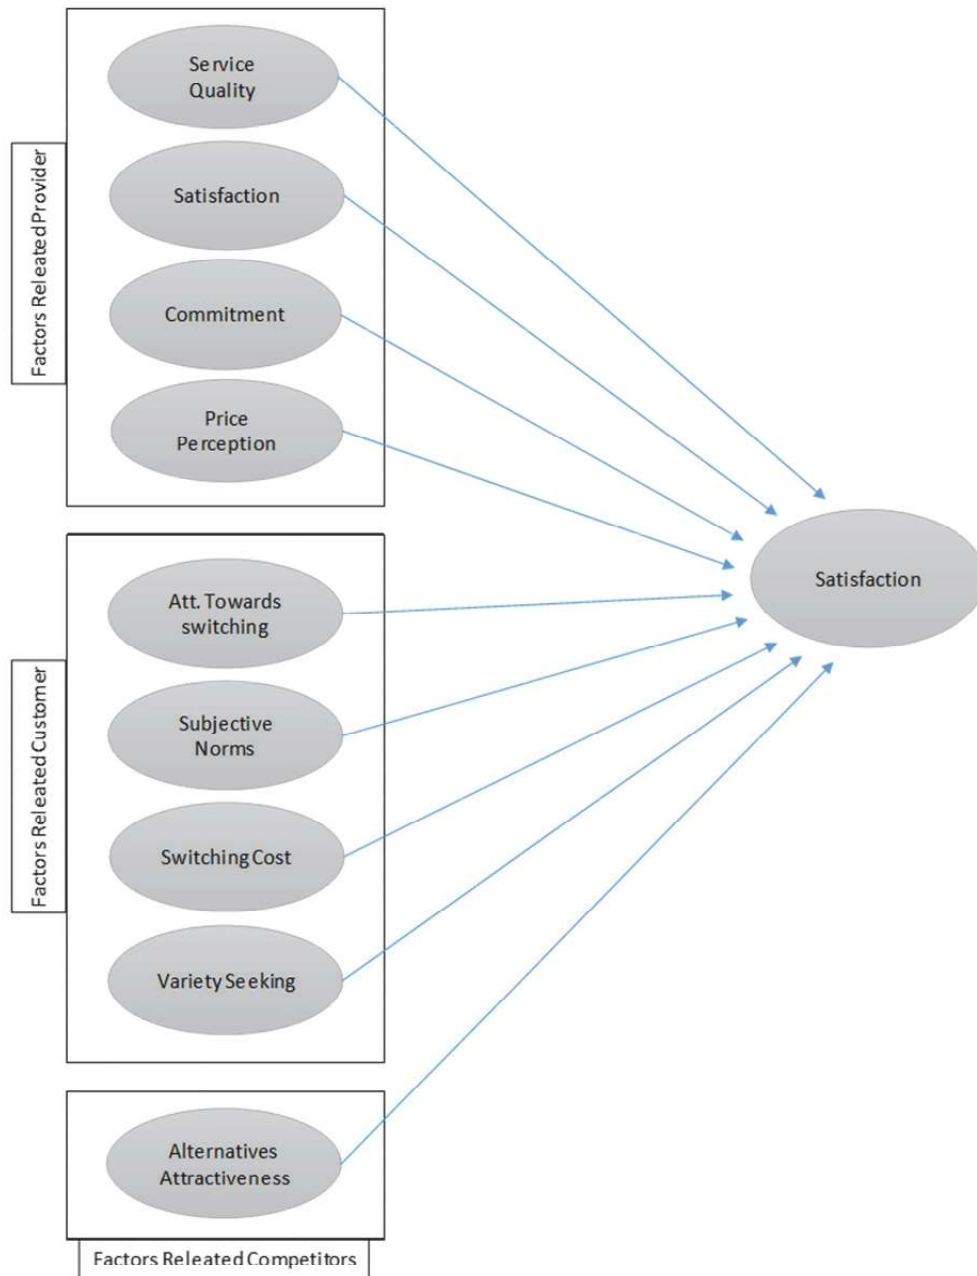 Factors Releated Provider
Service
Quality
Satisfaction
Commitment
Price
Perception
Factors Releated Customer
Att. Towards
switching
Subjective
Norms
Switching Cost
Variety Seeking
Alternatives
Attractiveness
Factors Releated Competitors
Satisfaction